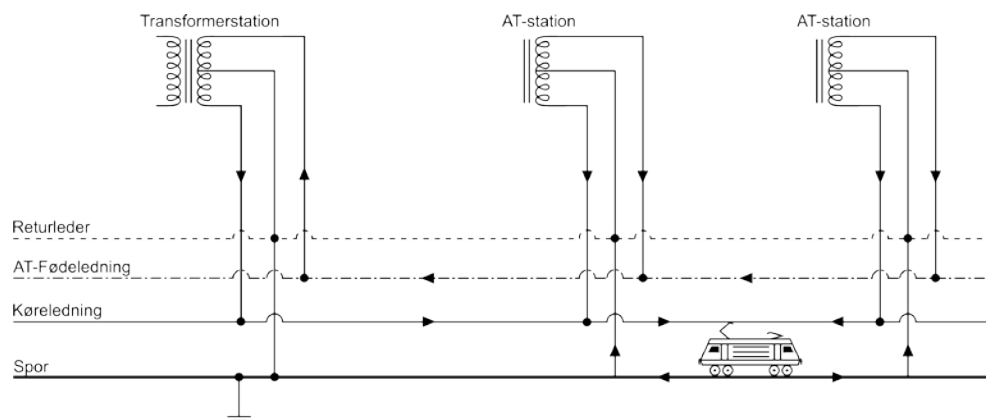 Transformerstation
AT-station
AT-station
Returleder
AT-Fødeledning
Køreledning
Spor